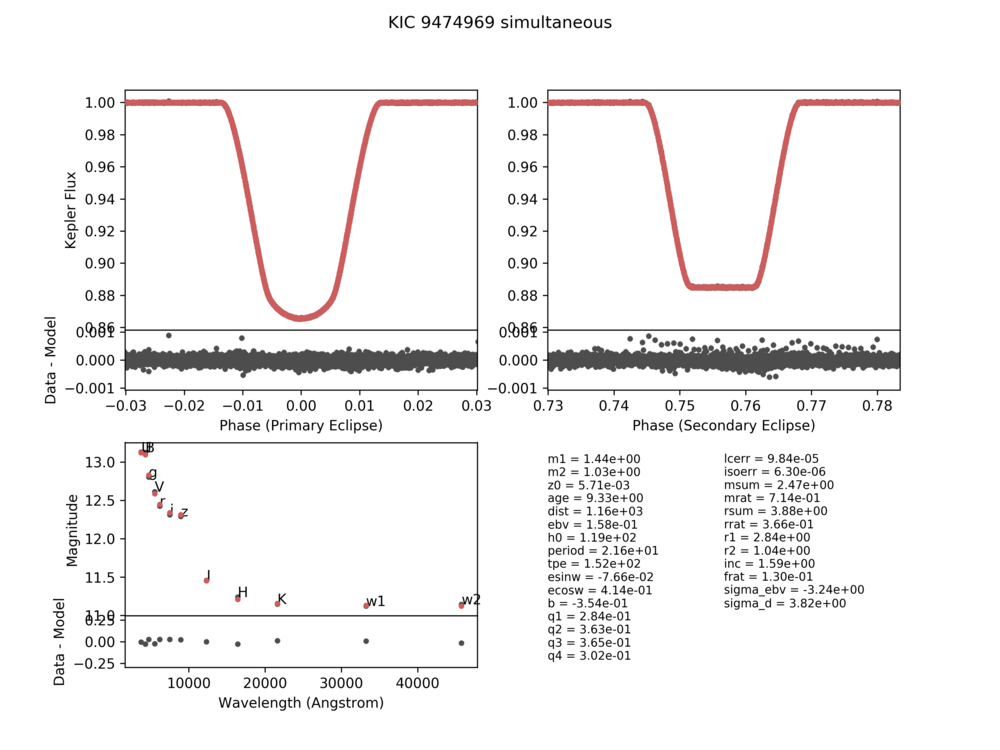 KIC 9474969 simultaneous
1.00
0.98
0.96
0.94
0.92
0.90
0.88
0.86
Kepler Flux
0.001
0.000
−0.001
Data - Model
−0.03 −0.02 −0.01 0.00 0.01 0.02 0.03
Phase (Primary Eclipse)
1.00
0.98
0.96
0.94
0.92
0.90
0.88
0.86
0.001
0.000
−0.001
0.73 0.74 0.75 0.76 0.77 0.78
Phase (Secondary Eclipse)
13.0
12.5
12.0
11.5
11.0
Magnitude
B
g
V
r
i z
J
H
K
w1
w2
0.25
0.00
−0.25
Data - Model
10000 20000 30000 40000
Wavelength (Angstrom)
m1 = 1.44e+00
m2 = 1.03e+00
z0 = 5.71e-03
age = 9.33e+00
dist = 1.16e+03
ebv = 1.58e-01
h0 = 1.19e+02
period = 2.16e+01
tpe = 1.52e+02
esinw = -7.66e-02
ecosw = 4.14e-01
b = -3.54e-01
q1 = 2.84e-01
q2 = 3.63e-01
q3 = 3.65e-01
q4 = 3.02e-01
lcerr = 9.84e-05
isoerr = 6.30e-06
msum = 2.47e+00
mrat = 7.14e-01
rsum = 3.88e+00
rrat = 3.66e-01
r1 = 2.84e+00
r2 = 1.04e+00
inc = 1.59e+00
frat = 1.30e-01
sigma_ebv = -3.24e+00
sigma_d = 3.82e+00